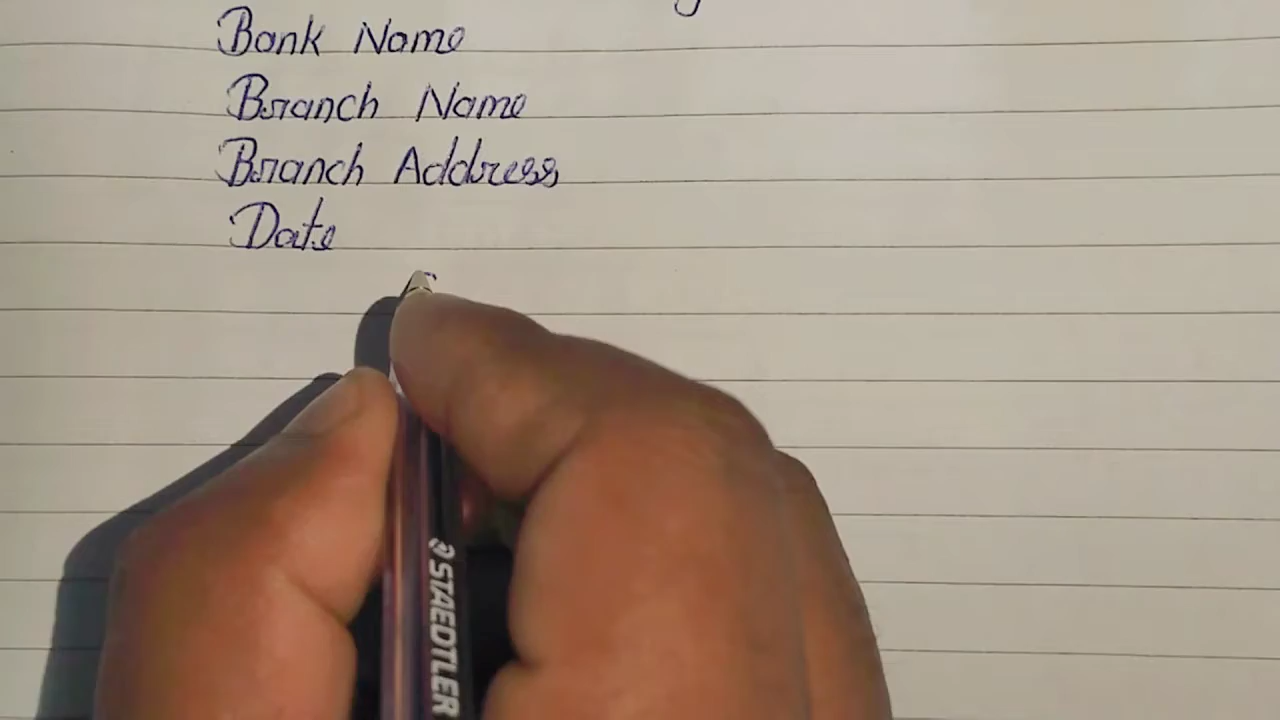 Bank Name
Branch Name
Branch Address
Date
STAEDTLER